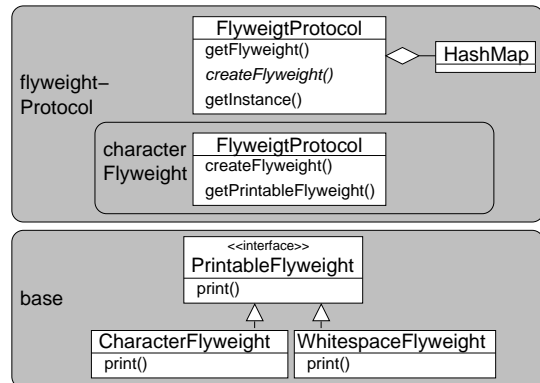 FlyweigtProtocol
getFlyweight()
createFlyweight()
getInstance()
HashMap
flyweight–
Protocol
character
Flyweight
FlyweigtProtocol
createFlyweight()
getPrintableFlyweight()
base
<<interface>>
PrintableFlyweight
print()
CharacterFlyweight
print()
WhitespaceFlyweight
print()